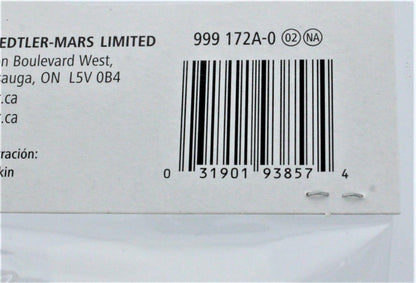 EDTLER-MARS LIMITED 999 172A-0 02 NA
n Boulevard West,
auga, ON L5V 0B4
.ca
.ca
tración:
kin
0 31901 93857 4